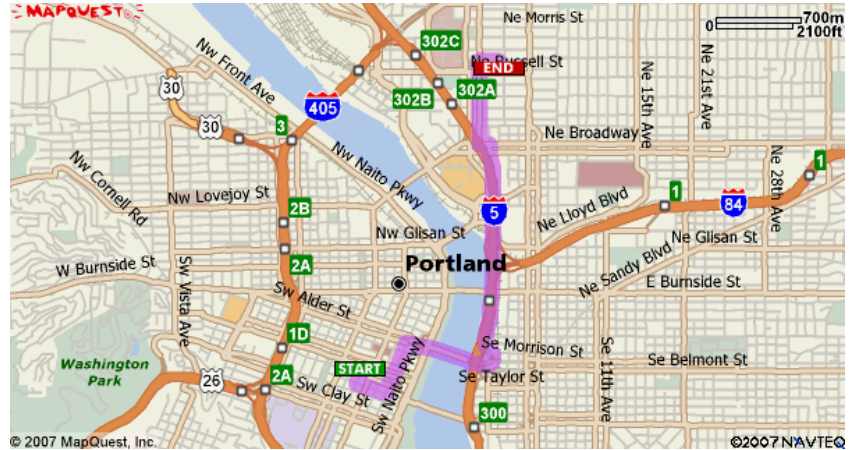 MAPQUEST
Ne Morris St
0 700m
2100ft
302C
Ne Russell St
END
30
Nw Front Ave
302A
405
302B
Ne 15th Ave
Ne 21st Ave
30
3
Ne Broadway
Nw Naito Pkwy
Ne 28th Ave
1
Nw Cornell Rd
Nw Lovejoy St
1
2B
5
Ne Lloyd Blvd
84
Nw Glisan St
Ne Glisan St
W Burnside St
2A
Portland
Ne Sandy Blvd
E Burnside St
Sw Vista Ave
Sw Alder St
1D
Sw Naito Pkwy
Se Morrison St
Se 11th Ave
Washington
Park
START
Se Belmont St
26
2A
Sw Clay St
Se Taylor St
300
© 2007 MapQuest, Inc.
©2007 NAVTEQ